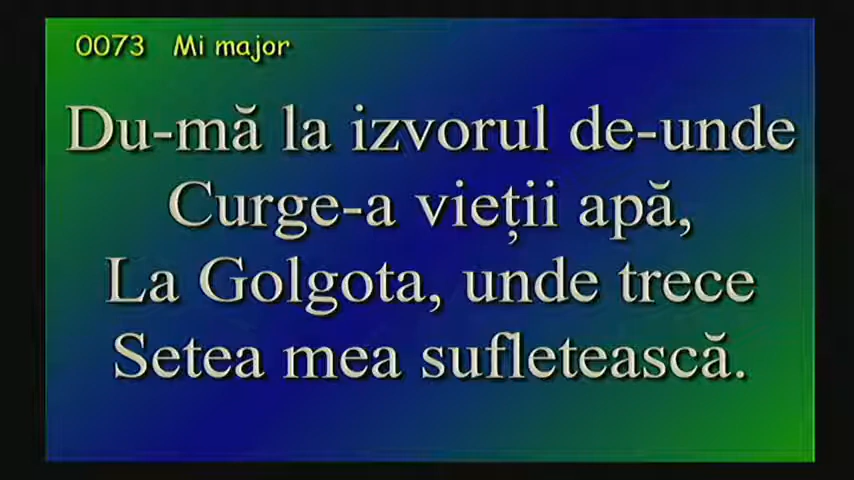 0073 Mi major
Du-mă la izvorul de-unde
Curge-a vieții apă,
La Golgota, unde trece
Setea mea sufletească.